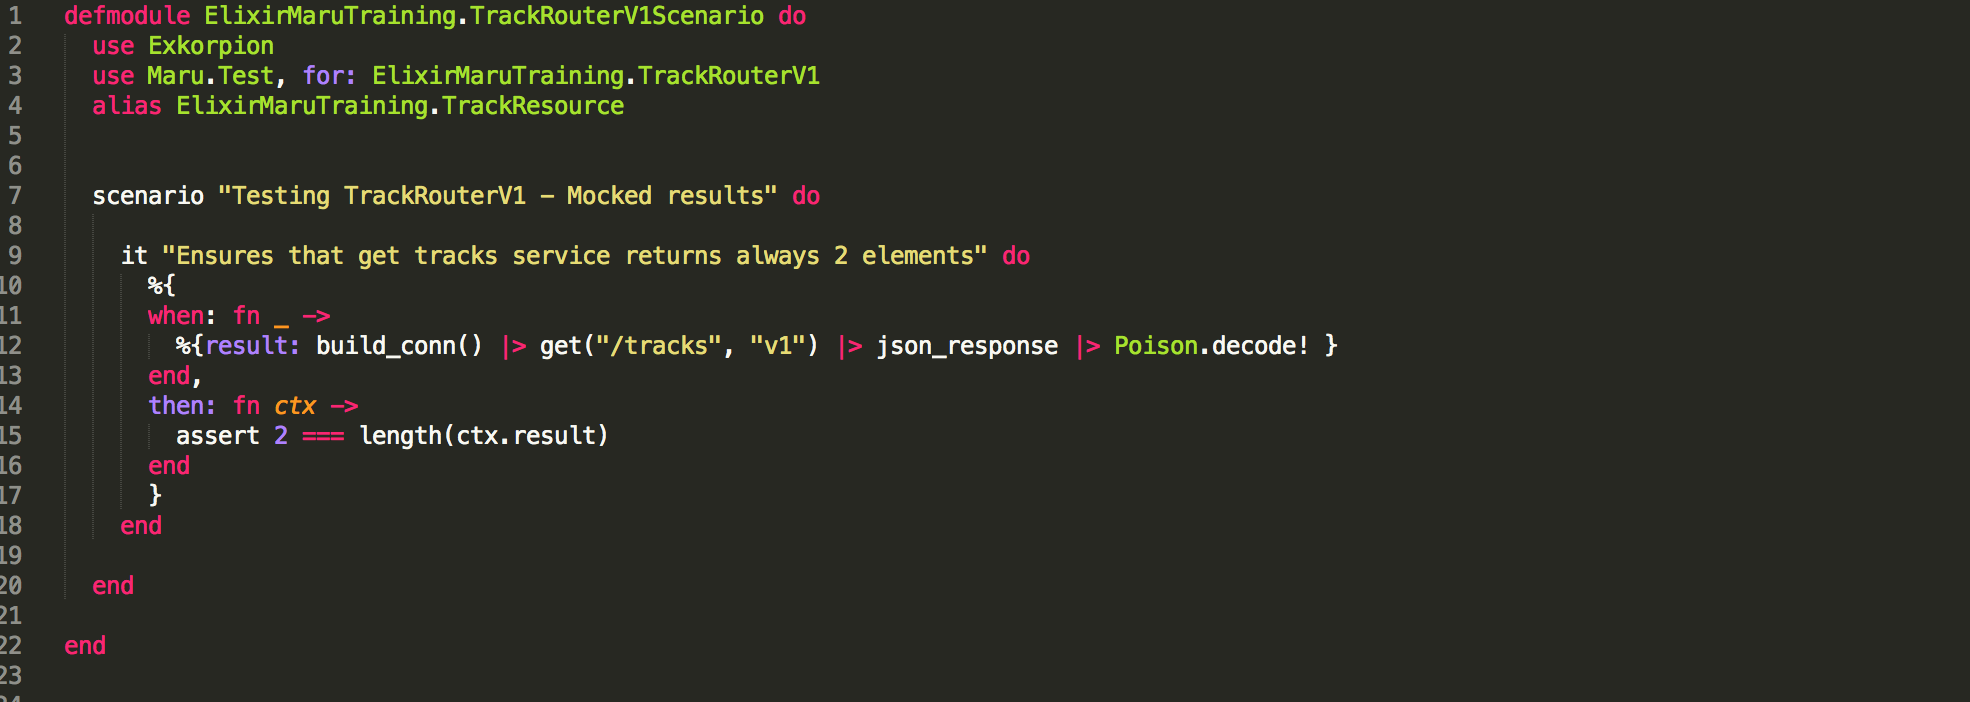 1 defmodule ElixirMaruTraining.TrackRouterV1Scenario do
2 use Exkorpion
3 use Maru.Test, for: ElixirMaruTraining.TrackRouterV1
4 alias ElixirMaruTraining.TrackResource
5
6
7 scenario "Testing TrackRouterV1 - Mocked results" do
8
9 it "Ensures that get tracks service returns always 2 elements" do
10 %{
11 when: fn _ ->
12 %{result: build_conn() |> get("/tracks", "v1") |> json_response |> Poison.decode! }
13 end,
14 then: fn ctx ->
15 assert 2 === length(ctx.result)
16 end
17 }
18 end
19
20 end
21
22 end
23